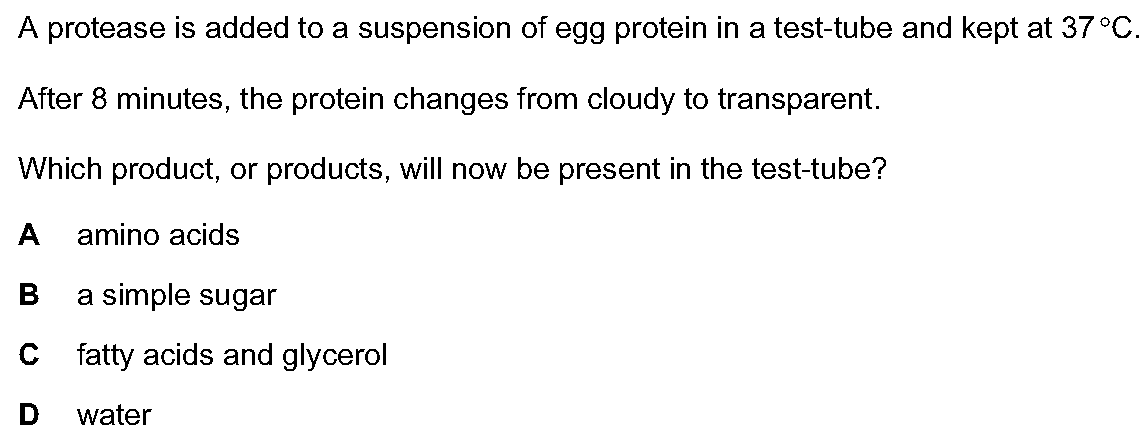 A protease is added to a suspension of egg protein in a test-tube and kept at 37 °C.
After 8 minutes, the protein changes from cloudy to transparent.
Which product, or products, will now be present in the test-tube?
A amino acids
B a simple sugar
C fatty acids and glycerol
D water